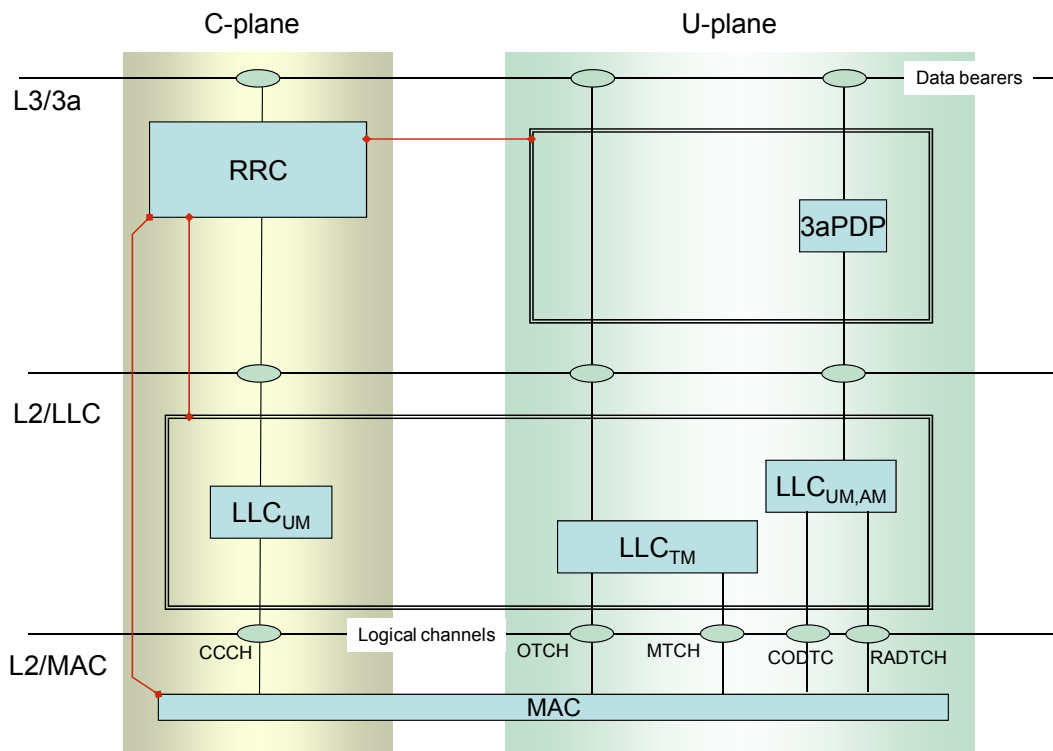 C-plane
U-plane
Data bearers
L3/3a
RRC
3aPDP
L2/LLC
LLCUM,AM
LLCUM
LLCTM
Logical channels
CCCH
OTCH
MTCH
CODTC
RADTCH
L2/MAC
MAC